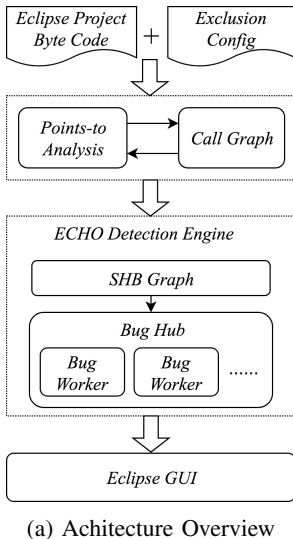 Eclipse Project
Byte Code
+
Exclusion
Config
Points-to
Analysis
Call Graph
ECHO Detection Engine
SHB Graph
Bug Hub
Bug
Worker
Bug
Worker
......
Eclipse GUI
(a) Achitecture Overview